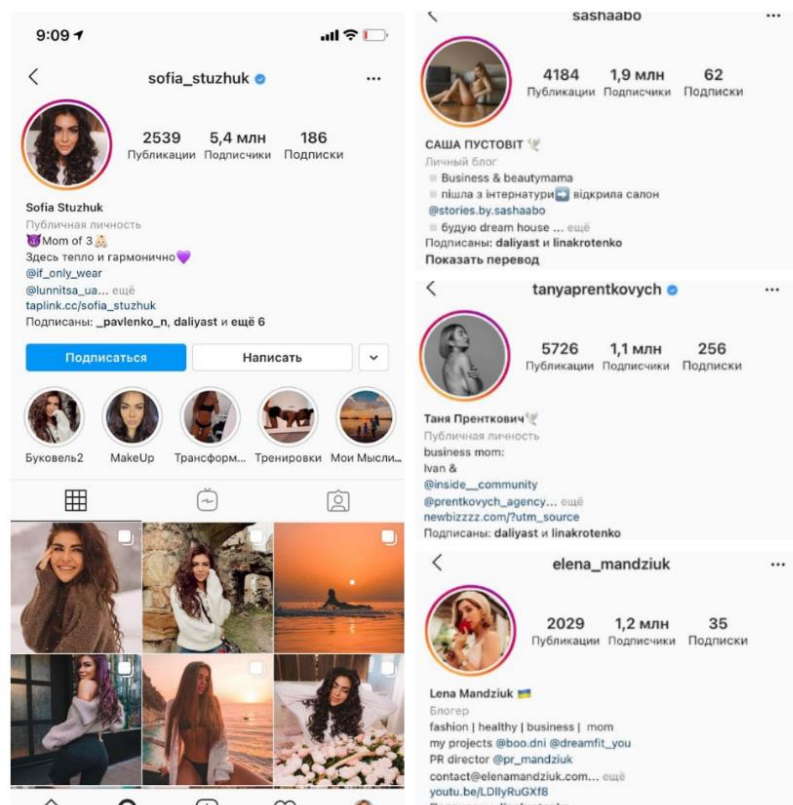 9:09
sofia_stuzhuk
2539 5,4 млн 186
Публикации Подписчики Подписки
Sofia Stuzhuk
Публичная личность
😈Mom of 3👶🏻
Здесь тепло и гармонично💜
@if_only_wear
@lunnitsa_ua... ещё
taplink.cc/sofia_stuzhuk
Подписаны: _pavlenko_n, daliyast и ещё 6
Подписаться Написать
Буковель2 MakeUp Трансформ... Тренировки Мои Мысли...
sashaabo
4184 1,9 млн 62
Публикации Подписчики Подписки
САША ПУСТОВІТ 🕊
Личный блог
▫️ Business & beautymama
▫️ пішла з інтернатури➡️ відкрила салон
@stories.by.sashaabo
▫️ будую dream house ... ещё
Подписаны: daliyast и linakrotenko
Показать перевод
tanyaprentkovych
5726 1,1 млн 256
Публикации Подписчики Подписки
Таня Пренткович🕊
Публичная личность
business mom:
Ivan &
@inside__community
@prentkovych_agency... ещё
newbizzzz.com/?utm_source
Подписаны: daliyast и linakrotenko
elena_mandziuk
2029 1,2 млн 35
Публикации Подписчики Подписки
Lena Mandziuk 🇺🇦
Блогер
fashion | healthy | business | mom
my projects @boo.dni @dreamfit_you
PR director @pr_mandziuk
contact@elenamandziuk.com... ещё
youtu.be/LDIlyRuGXf8